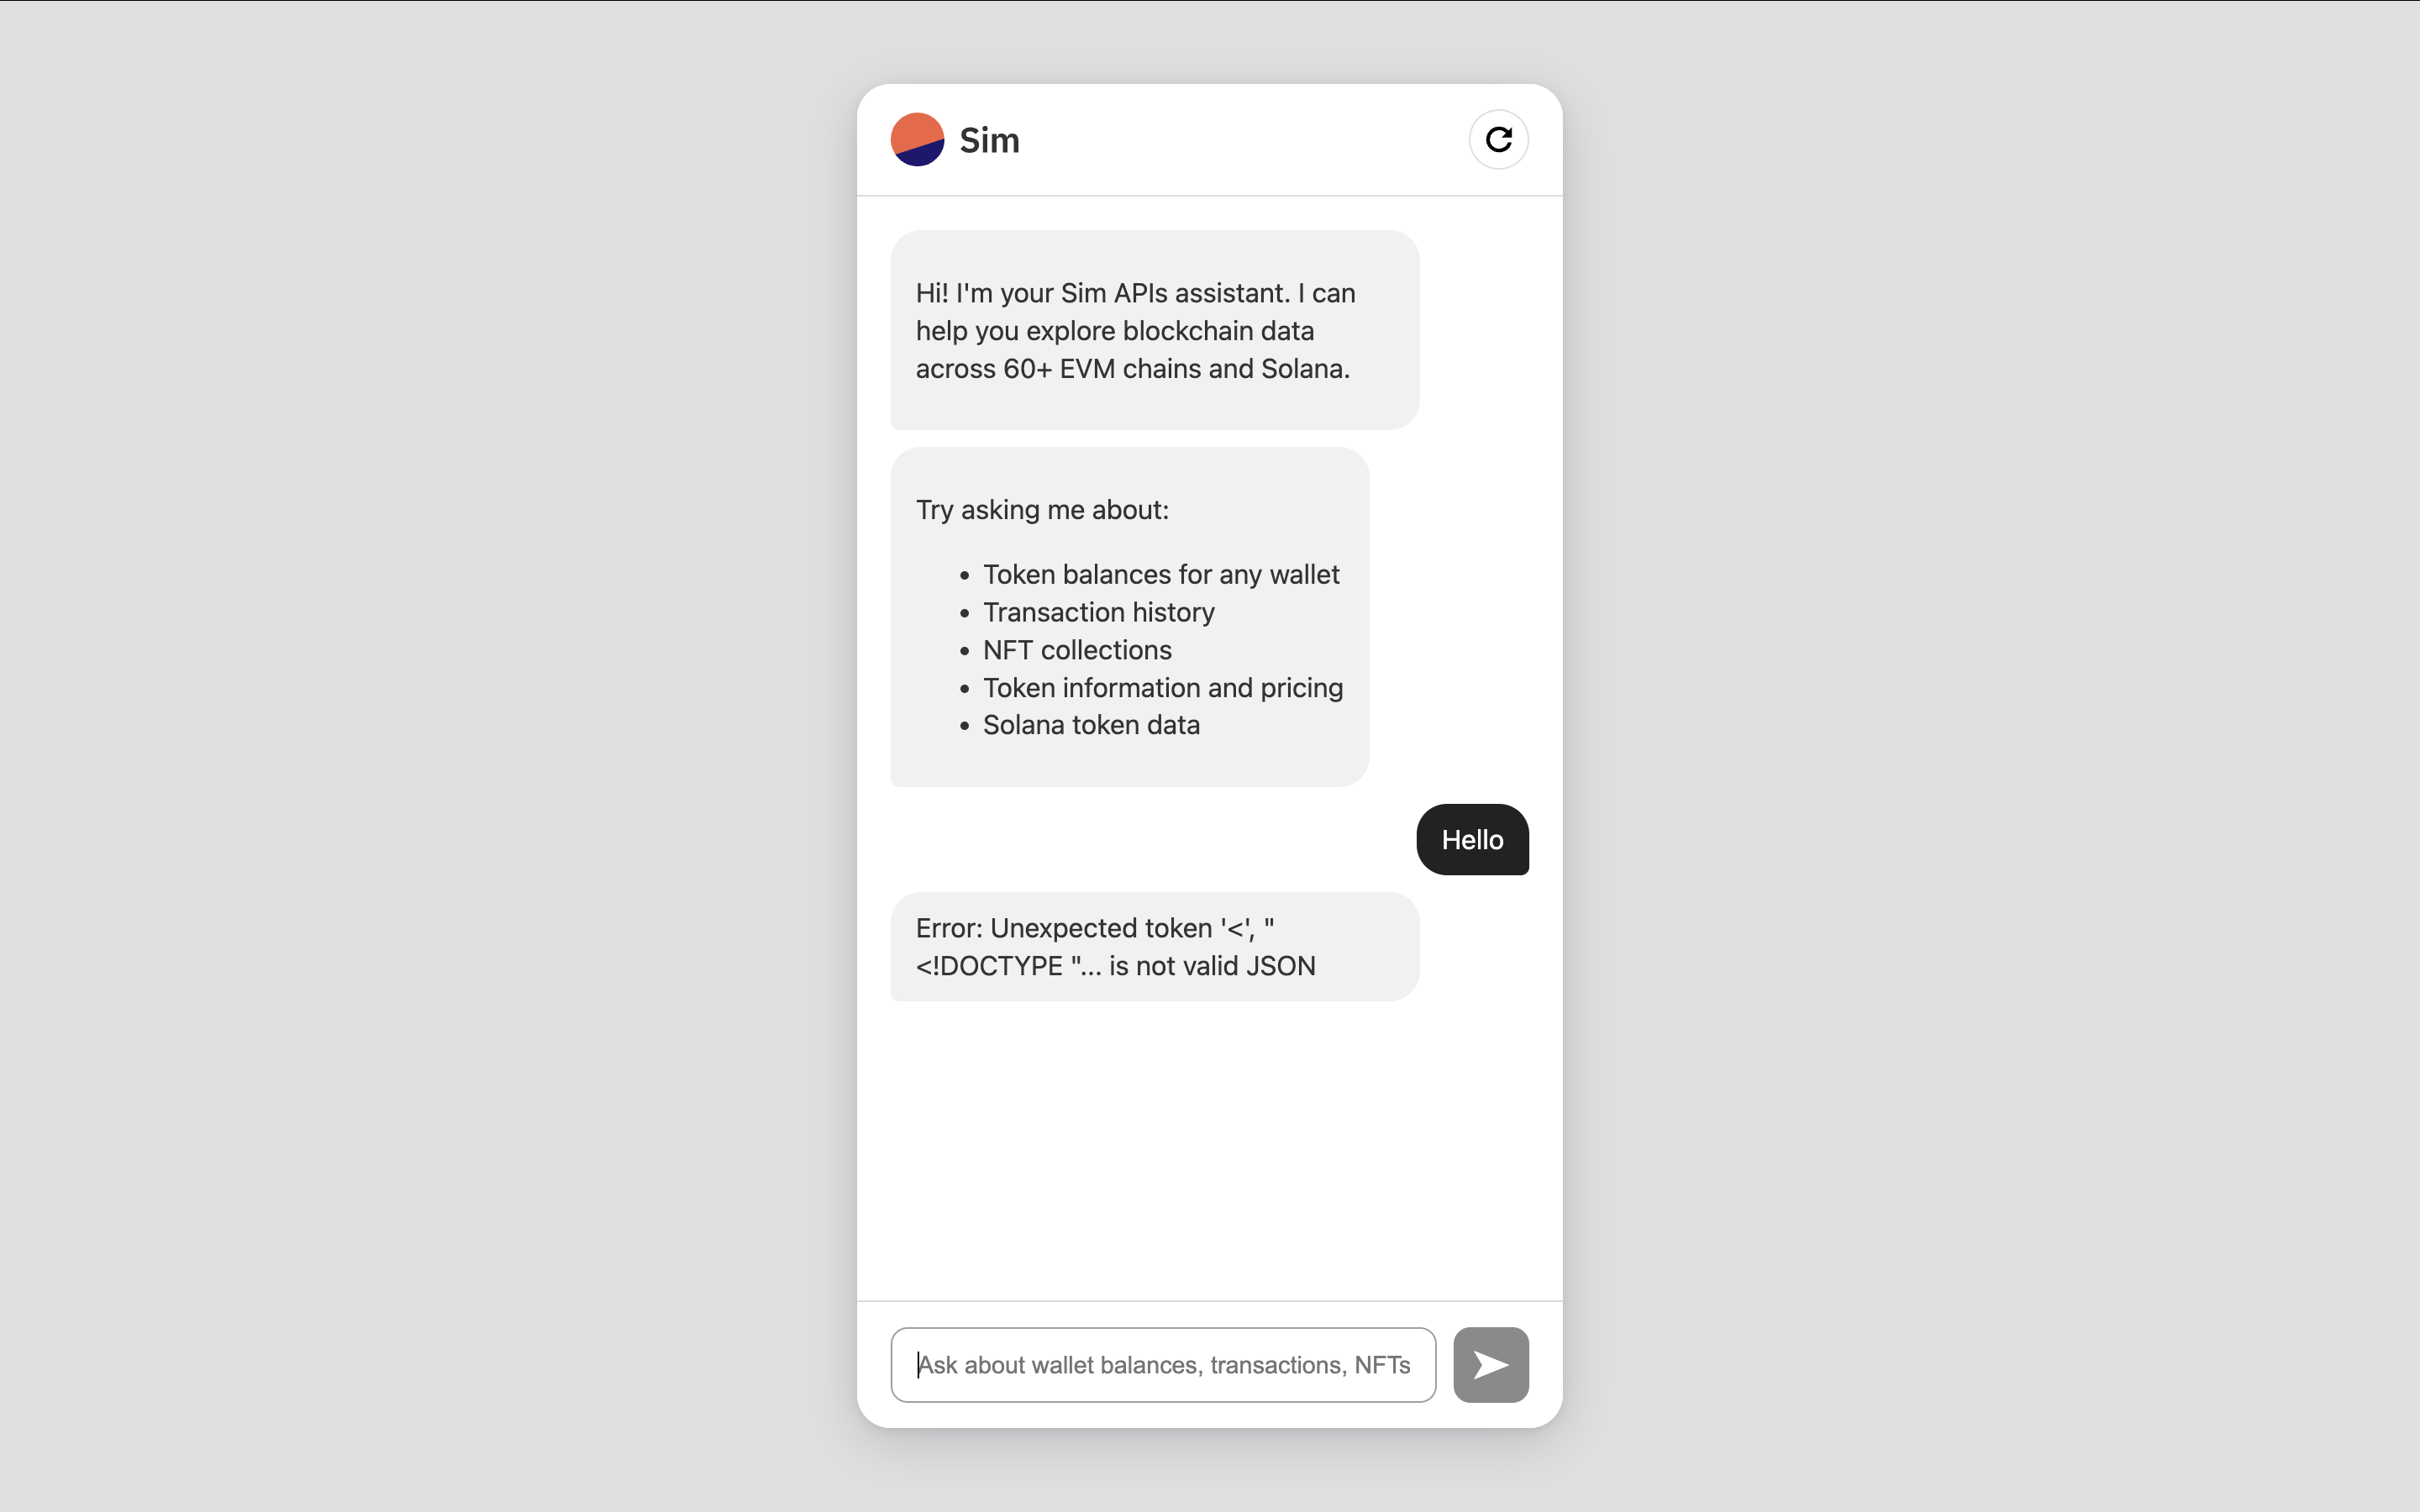 Sim
Hi! I'm your Sim APIs assistant. I can
help you explore blockchain data
across 60+ EVM chains and Solana.
Try asking me about:
• Token balances for any wallet
• Transaction history
• NFT collections
• Token information and pricing
• Solana token data
Hello
Error: Unexpected token '<', "
<!DOCTYPE "... is not valid JSON
Ask about wallet balances, transactions, NFTs